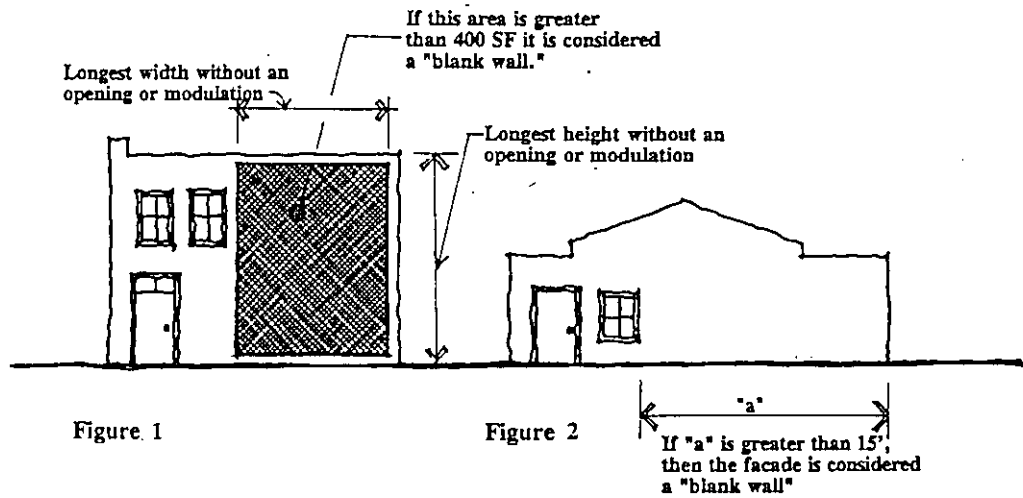 If this area is greater
than 400 SF it is considered
a "blank wall."
Longest width without an
opening or modulation
Longest height without an
opening or modulation
d
"a"
Figure 1
Figure 2
If "a" is greater than 15',
then the facade is considered
a "blank wall"